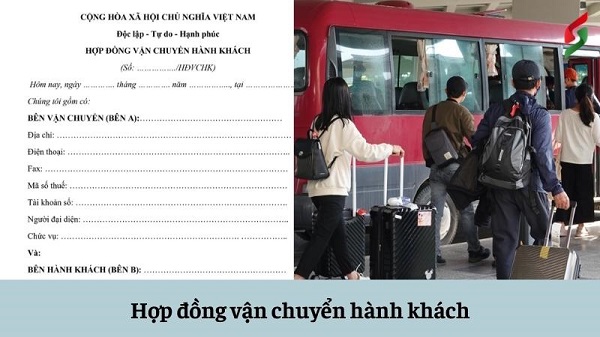 CỘNG HÒA XÃ HỘI CHỦ NGHĨA VIỆT NAM
Độc lập - Tự do - Hạnh phúc
HỢP ĐỒNG VẬN CHUYỂN HÀNH KHÁCH
(Số: ……………../HĐVCHK)
Hôm nay, ngày …………. tháng …………. năm ………………., tại …………………
Chúng tôi gồm có:
BÊN VẬN CHUYỂN (BÊN A):…………………………………………
Địa chỉ: ……………………………………………………………………
Điện thoại: …………………………………………………………………
Fax: …………………………………………………………………………
Mã số thuế: …………………………………………………………………
Tài khoản số: ………………………………………………………………
Người đại diện: ……………………………………………………………
Chức vụ: ……………………………………………………………………
Và:
BÊN HÀNH KHÁCH (BÊN B): ………………………………………
Hợp đồng vận chuyển hành khách